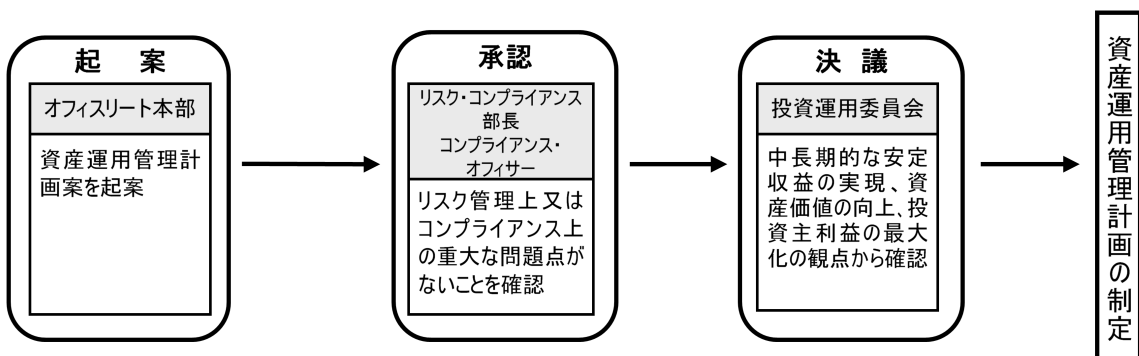 起　案
オフィスリート本部
資産運用管理計
画案を起案
承認
リスク・コンプライアンス
部長
コンプライアンス・
オフィサー
リスク管理上又は
コンプライアンス上
の重大な問題点が
ないことを確認
決　議
投資運用委員会
中長期的な安定
収益の実現、資
産価値の向上、投
資主利益の最大
化の観点から確認
資産運用管理計画の制定